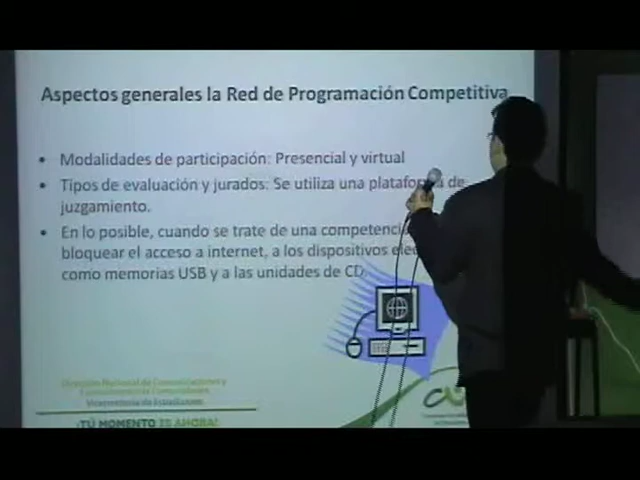 Aspectos generales la Red de Programación Competitiva
• Modalidades de participación: Presencial y virtual
• Tipos de evaluación y jurados: Se utiliza una plataforma de
juzgamiento.
• En lo posible, cuando se trate de una competenci
bloquear el acceso a internet, a los dispositivos ele
como memorias USB y a las unidades de CD.
Vicerrectoría de Estudiantes
¡TÚ MOMENTO ES AHORA!